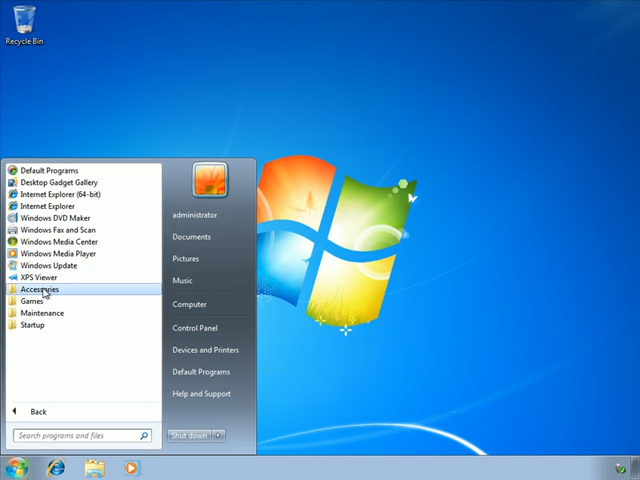 Recycle Bin
Default Programs
Desktop Gadget Gallery
Internet Explorer (64-bit)
Internet Explorer
Windows DVD Maker
Windows Fax and Scan
Windows Media Center
Windows Media Player
Windows Update
XPS Viewer
Accessories
Games
Maintenance
Startup
Back
Search programs and files
administrator
Documents
Pictures
Music
Computer
Control Panel
Devices and Printers
Default Programs
Help and Support
Shut down